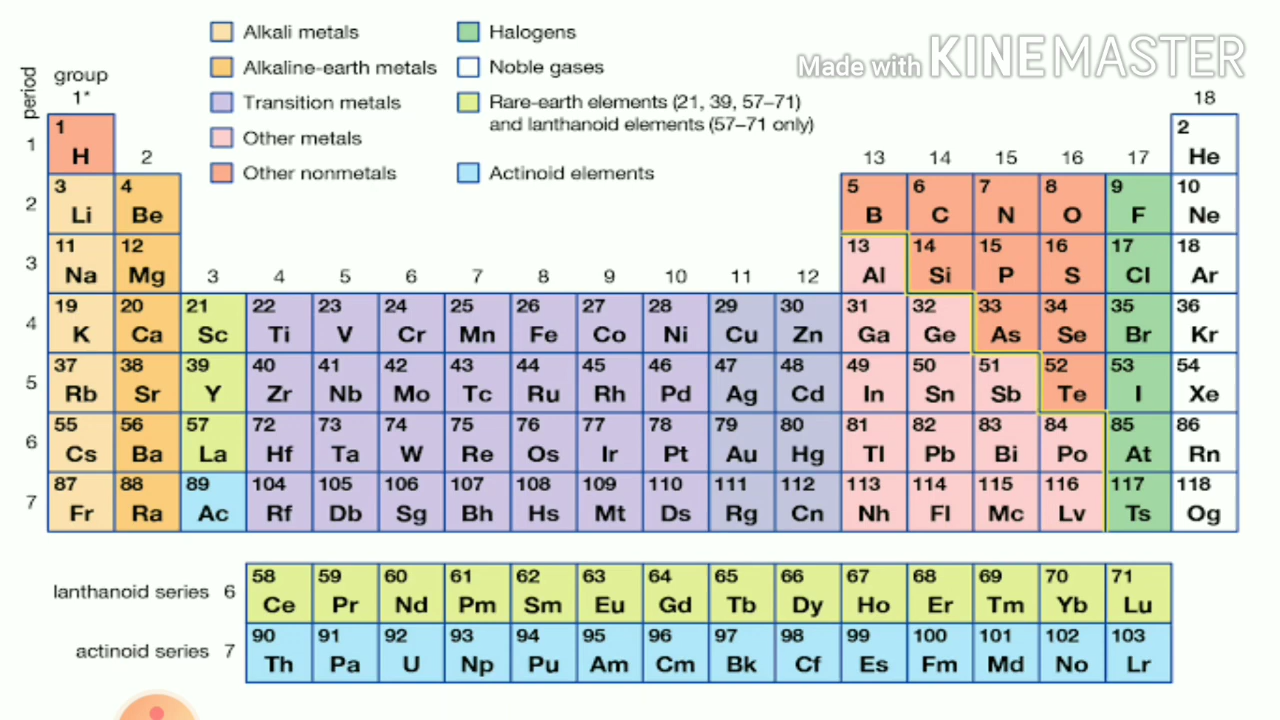 Alkali metals
Halogens
Made with KINEMASTER
Alkaline-earth metals
Noble gases
Transition metals
Rare-earth elements (21, 39, 57–71)
and lanthanoid elements (57–71 only)
Other metals
Other nonmetals
Actinoid elements
period
group
1* 2 3 4 5 6 7 8 9 10 11 12 13 14 15 16 17 18
1
1 H 2 He
2
3 Li 4 Be 5 B 6 C 7 N 8 O 9 F 10 Ne
3
11 Na 12 Mg 13 Al 14 Si 15 P 16 S 17 Cl 18 Ar
4
19 K 20 Ca 21 Sc 22 Ti 23 V 24 Cr 25 Mn 26 Fe 27 Co 28 Ni 29 Cu 30 Zn 31 Ga 32 Ge 33 As 34 Se 35 Br 36 Kr
5
37 Rb 38 Sr 39 Y 40 Zr 41 Nb 42 Mo 43 Tc 44 Ru 45 Rh 46 Pd 47 Ag 48 Cd 49 In 50 Sn 51 Sb 52 Te 53 I 54 Xe
6
55 Cs 56 Ba 57 La 72 Hf 73 Ta 74 W 75 Re 76 Os 77 Ir 78 Pt 79 Au 80 Hg 81 Tl 82 Pb 83 Bi 84 Po 85 At 86 Rn
7
87 Fr 88 Ra 89 Ac 104 Rf 105 Db 106 Sg 107 Bh 108 Hs 109 Mt 110 Ds 111 Rg 112 Cn 113 Nh 114 Fl 115 Mc 116 Lv 117 Ts 118 Og
lanthanoid series 6
58 Ce 59 Pr 60 Nd 61 Pm 62 Sm 63 Eu 64 Gd 65 Tb 66 Dy 67 Ho 68 Er 69 Tm 70 Yb 71 Lu
actinoid series 7
90 Th 91 Pa 92 U 93 Np 94 Pu 95 Am 96 Cm 97 Bk 98 Cf 99 Es 100 Fm 101 Md 102 No 103 Lr